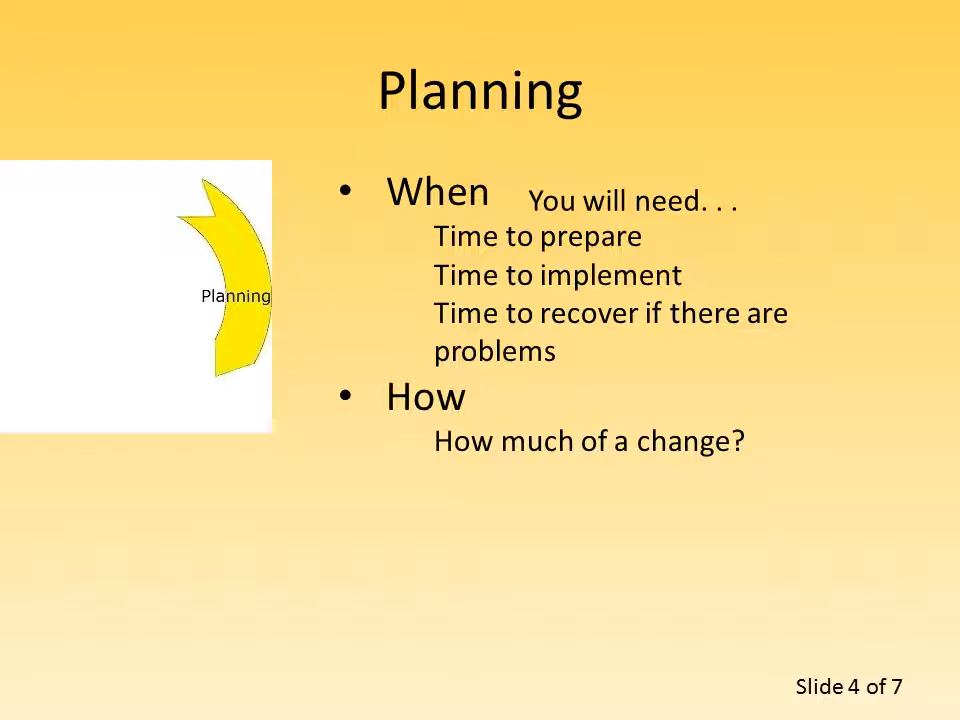 Planning
• When You will need. . .
Time to prepare
Time to implement
Planning
Time to recover if there are
problems
• How
How much of a change?
Slide 4 of 7